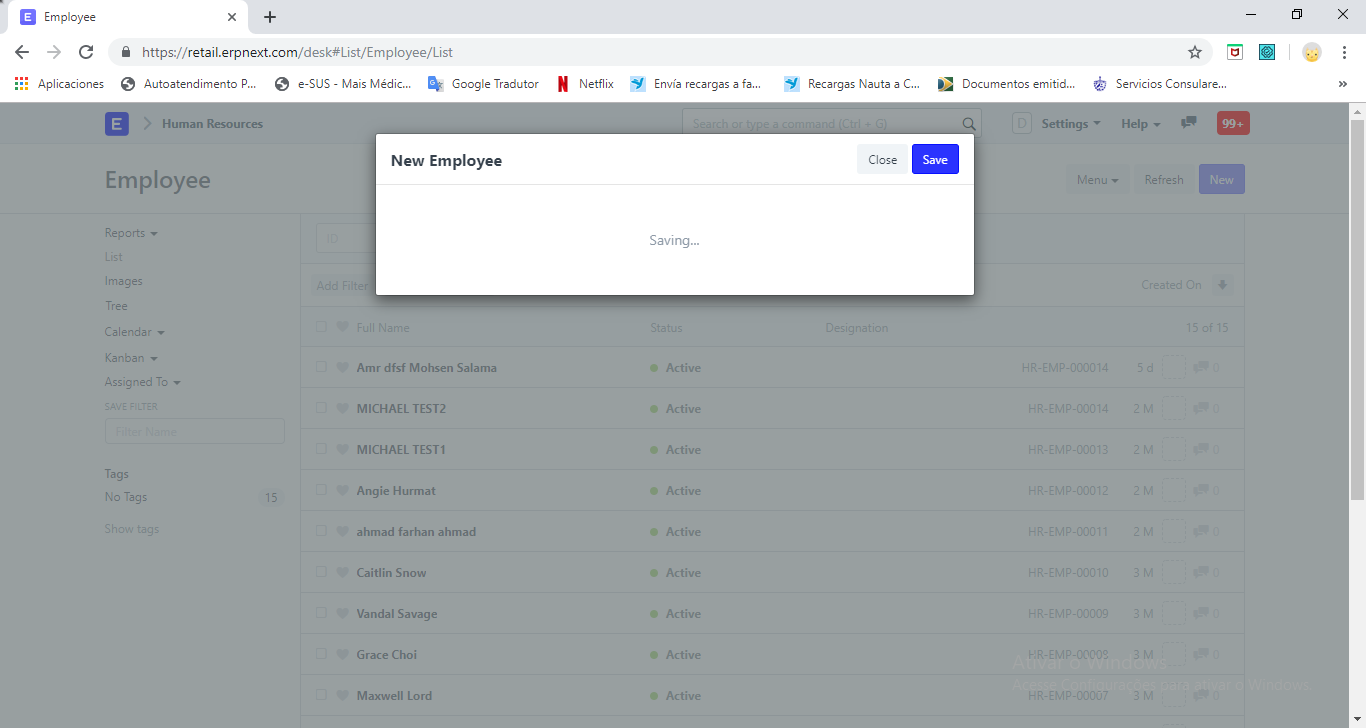 Employee
https://retail.erpnext.com/desk#List/Employee/List
Aplicaciones Autoatendimento P... e-SUS - Mais Médic... Google Tradutor Netflix Envía recargas a fa... Recargas Nauta a C... Documentos emitid... Servicios Consulare... »
E Human Resources Search or type a command (Ctrl + G) D Settings Help 99+
New Employee Close Save
Employee Menu Refresh New
Saving...
Reports
List
Images
Tree
Calendar
Kanban
Assigned To
SAVE FILTER
Filter Name
Tags
No Tags 15
Show tags
ID
Add Filter Created On
Full Name Status Designation 15 of 15
Amr dfsf Mohsen Salama Active HR-EMP-000014 5 d 0
MICHAEL TEST2 Active HR-EMP-00014 2 M 0
MICHAEL TEST1 Active HR-EMP-00013 2 M 0
Angie Hurmat Active HR-EMP-00012 2 M 0
ahmad farhan ahmad Active HR-EMP-00011 2 M 0
Caitlin Snow Active HR-EMP-00010 3 M 0
Vandal Savage Active HR-EMP-00009 3 M 0
Grace Choi Active HR-EMP-00008 3 M 0
Maxwell Lord Active HR-EMP-00007 3 M 0
Ativar o Windows
Acesse Configurações para ativar o Windows.